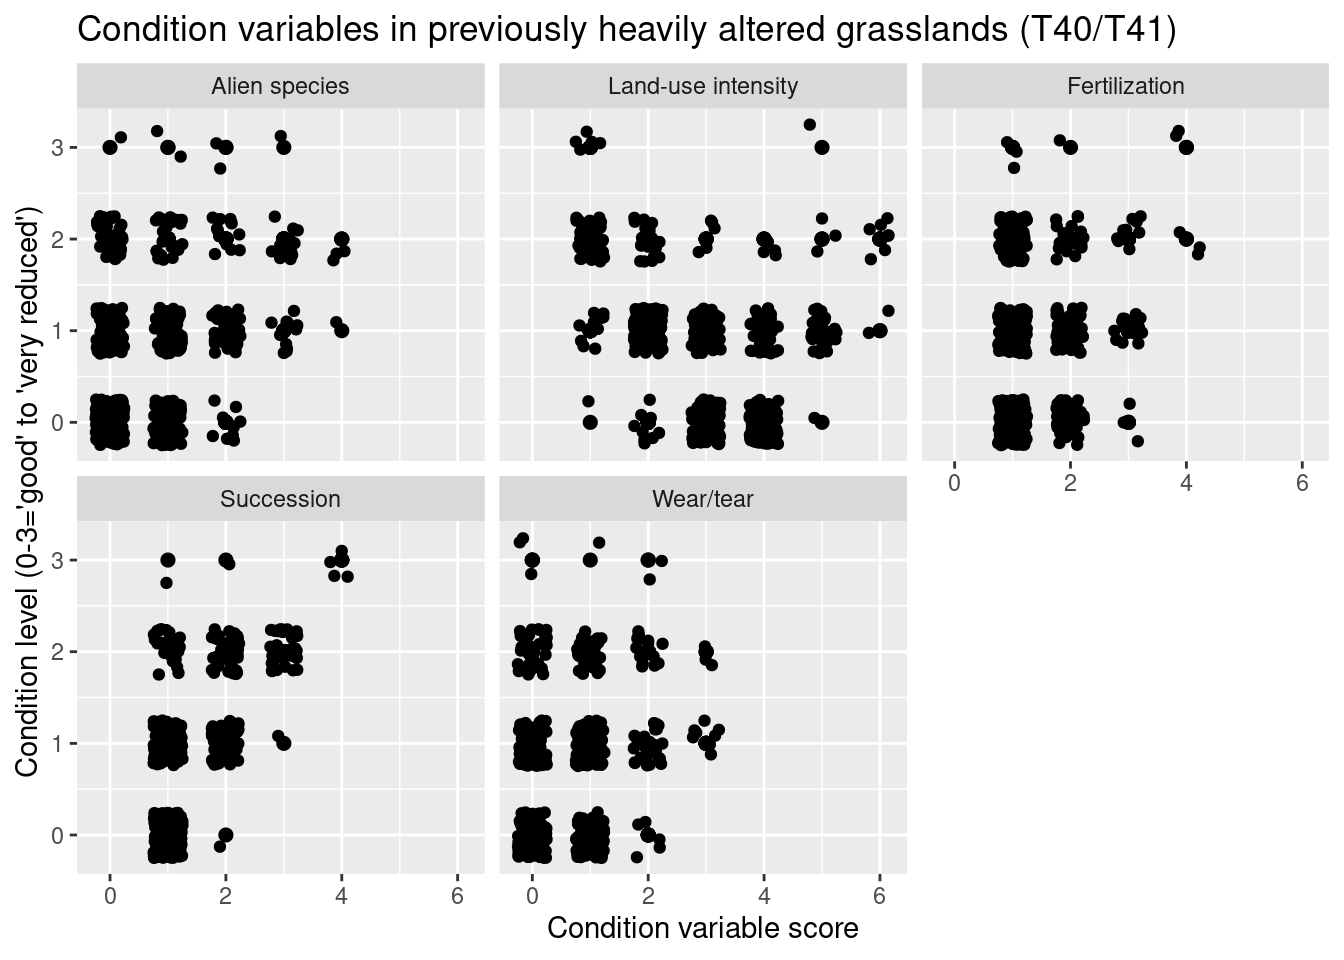 Condition variables in previously heavily altered grasslands (T40/T41)
Alien species
Land-use intensity
Fertilization
3
2
1
0
0 2 4 6
Succession
Wear/tear
3
2
1
0
0 2 4 6
0 2 4 6
Condition variable score
Condition level (0-3='good' to 'very reduced')